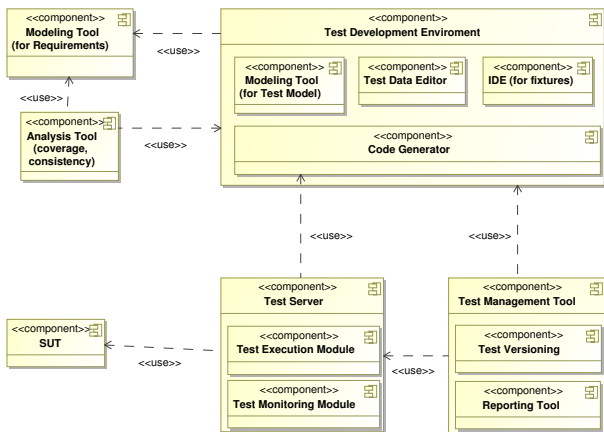 <<component>>
Modeling Tool
(for Requirements)
<<use>>
<<component>>
Test Development Enviroment
<<component>>
Modeling Tool
(for Test Model)
<<component>>
Test Data Editor
<<component>>
IDE (for fixtures)
<<component>>
Code Generator
<<use>>
<<component>>
Analysis Tool
(coverage,
consistency)
<<use>>
<<use>>
<<use>>
<<component>>
SUT
<<use>>
<<component>>
Test Server
<<component>>
Test Execution Module
<<component>>
Test Monitoring Module
<<use>>
<<component>>
Test Management Tool
<<component>>
Test Versioning
<<component>>
Reporting Tool